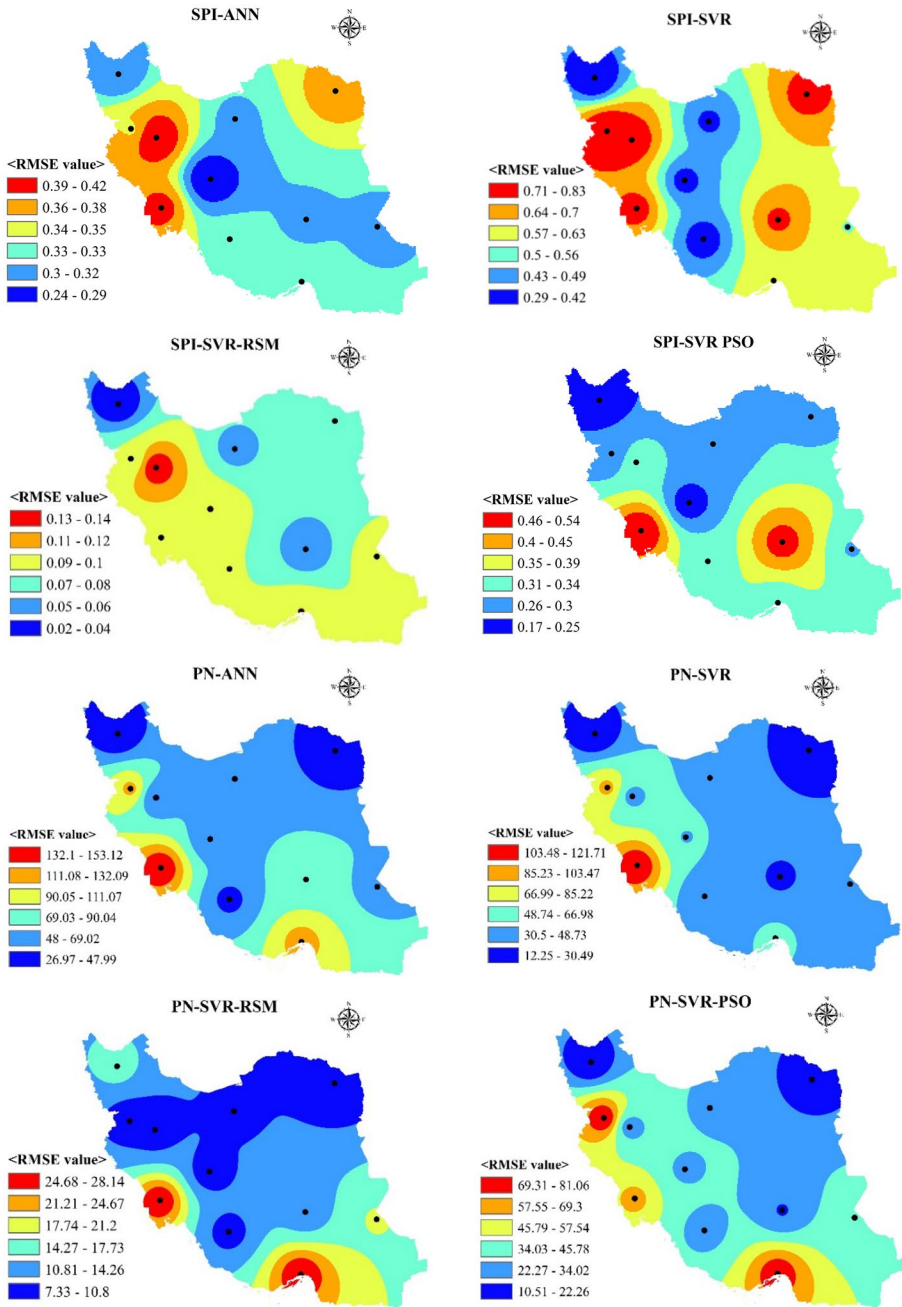 SPI-ANN
N
W E
S
<RMSE value>
0.39 - 0.42
0.36 - 0.38
0.34 - 0.35
0.33 - 0.33
0.3 - 0.32
0.24 - 0.29
SPI-SVR
N
W E
S
<RMSE value>
0.71 - 0.83
0.64 - 0.7
0.57 - 0.63
0.5 - 0.56
0.43 - 0.49
0.29 - 0.42
SPI-SVR-RSM
N
W E
S
<RMSE value>
0.13 - 0.14
0.11 - 0.12
0.09 - 0.1
0.07 - 0.08
0.05 - 0.06
0.02 - 0.04
SPI-SVR PSO
N
W E
S
<RMSE value>
0.46 - 0.54
0.4 - 0.45
0.35 - 0.39
0.31 - 0.34
0.26 - 0.3
0.17 - 0.25
PN-ANN
N
W E
S
<RMSE value>
132.1 - 153.12
111.08 - 132.09
90.05 - 111.07
69.03 - 90.04
48 - 69.02
26.97 - 47.99
PN-SVR
N
W E
S
<RMSE value>
103.48 - 121.71
85.23 - 103.47
66.99 - 85.22
48.74 - 66.98
30.5 - 48.73
12.25 - 30.49
PN-SVR-RSM
N
W E
S
<RMSE value>
24.68 - 28.14
21.21 - 24.67
17.74 - 21.2
14.27 - 17.73
10.81 - 14.26
7.33 - 10.8
PN-SVR-PSO
N
W E
S
<RMSE value>
69.31 - 81.06
57.55 - 69.3
45.79 - 57.54
34.03 - 45.78
22.27 - 34.02
10.51 - 22.26